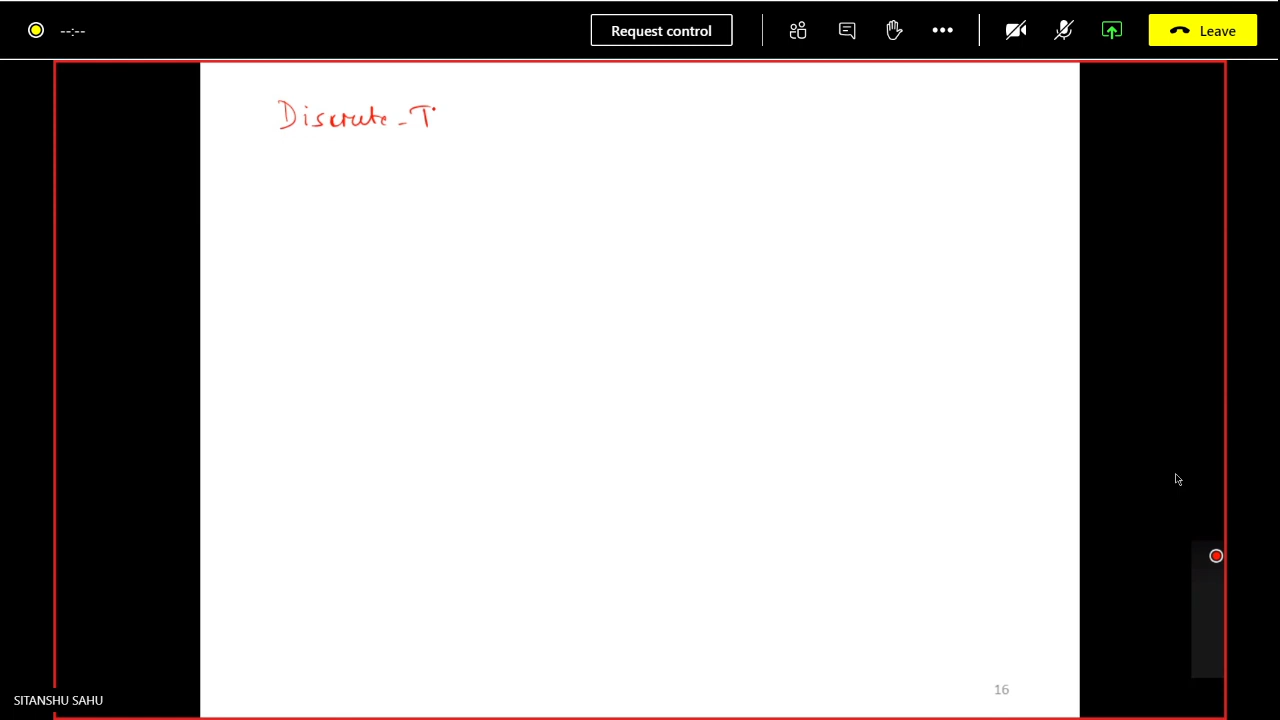 --:--
Request control
Leave
Discrete - T
16
SITANSHU SAHU